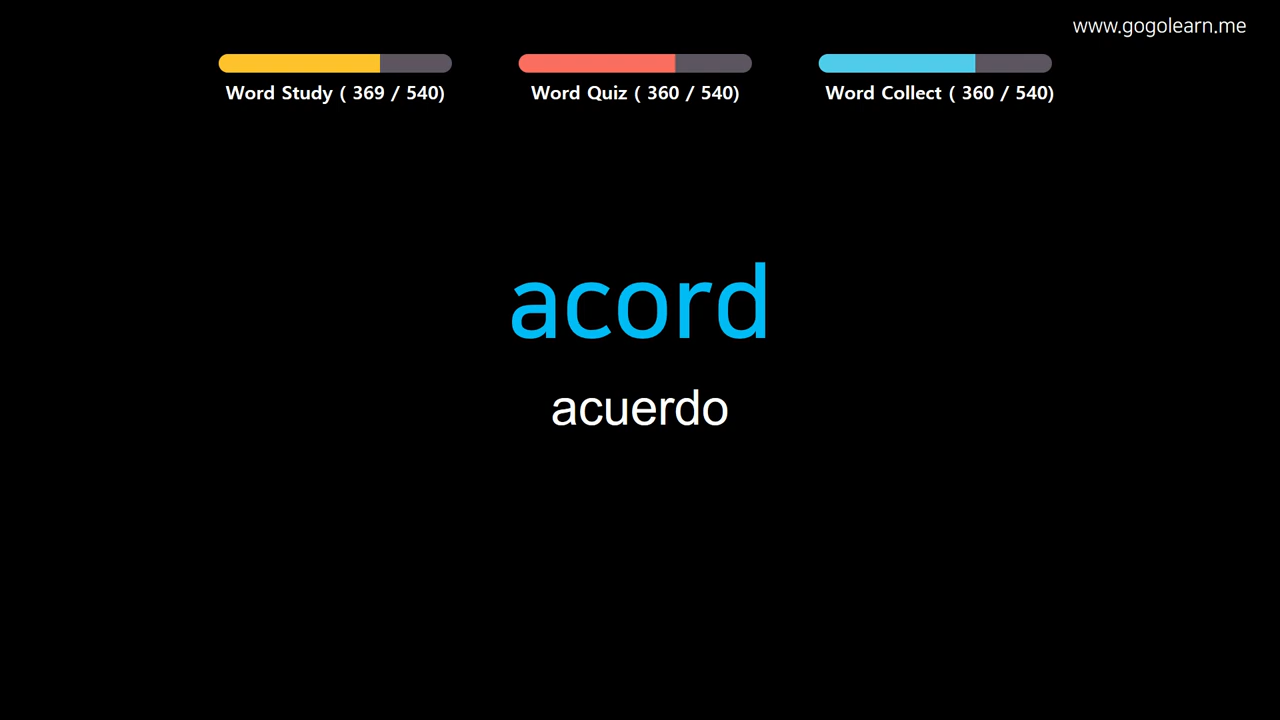 www.gogolearn.me
Word Study ( 369 / 540)
Word Quiz ( 360 / 540)
Word Collect ( 360 / 540)
acord
acuerdo